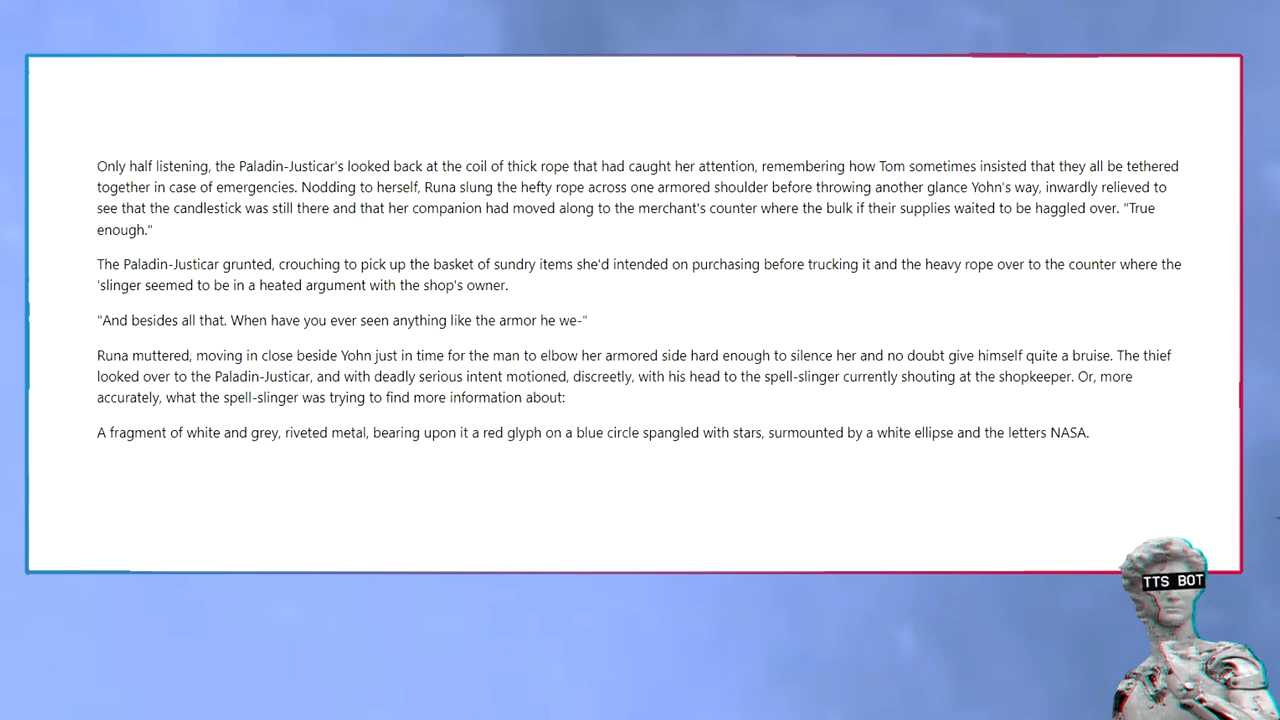 Only half listening, the Paladin-Justicar's looked back at the coil of thick rope that had caught her attention, remembering how Tom sometimes insisted that they all be tethered
together in case of emergencies. Nodding to herself, Runa slung the hefty rope across one armored shoulder before throwing another glance Yohn's way, inwardly relieved to
see that the candlestick was still there and that her companion had moved along to the merchant's counter where the bulk if their supplies waited to be haggled over. "True
enough."
The Paladin-Justicar grunted, crouching to pick up the basket of sundry items she'd intended on purchasing before trucking it and the heavy rope over to the counter where the
'slinger seemed to be in a heated argument with the shop's owner.
"And besides all that. When have you ever seen anything like the armor he we-"
Runa muttered, moving in close beside Yohn just in time for the man to elbow her armored side hard enough to silence her and no doubt give himself quite a bruise. The thief
looked over to the Paladin-Justicar, and with deadly serious intent motioned, discreetly, with his head to the spell-slinger currently shouting at the shopkeeper. Or, more
accurately, what the spell-slinger was trying to find more information about:
A fragment of white and grey, riveted metal, bearing upon it a red glyph on a blue circle spangled with stars, surmounted by a white ellipse and the letters NASA.
TTS BOT